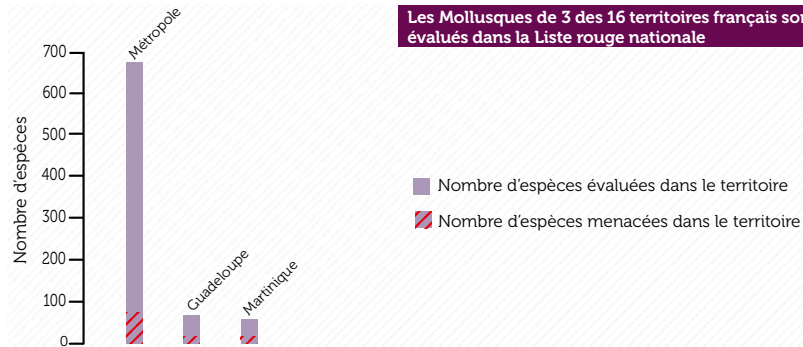 Les Mollusques de 3 des 16 territoires français son
évalués dans la Liste rouge nationale
Nombre d'espèces
700
600
500
400
300
200
100
0
Métropole
Guadeloupe
Martinique
Nombre d'espèces évaluées dans le territoire
Nombre d'espèces menacées dans le territoire